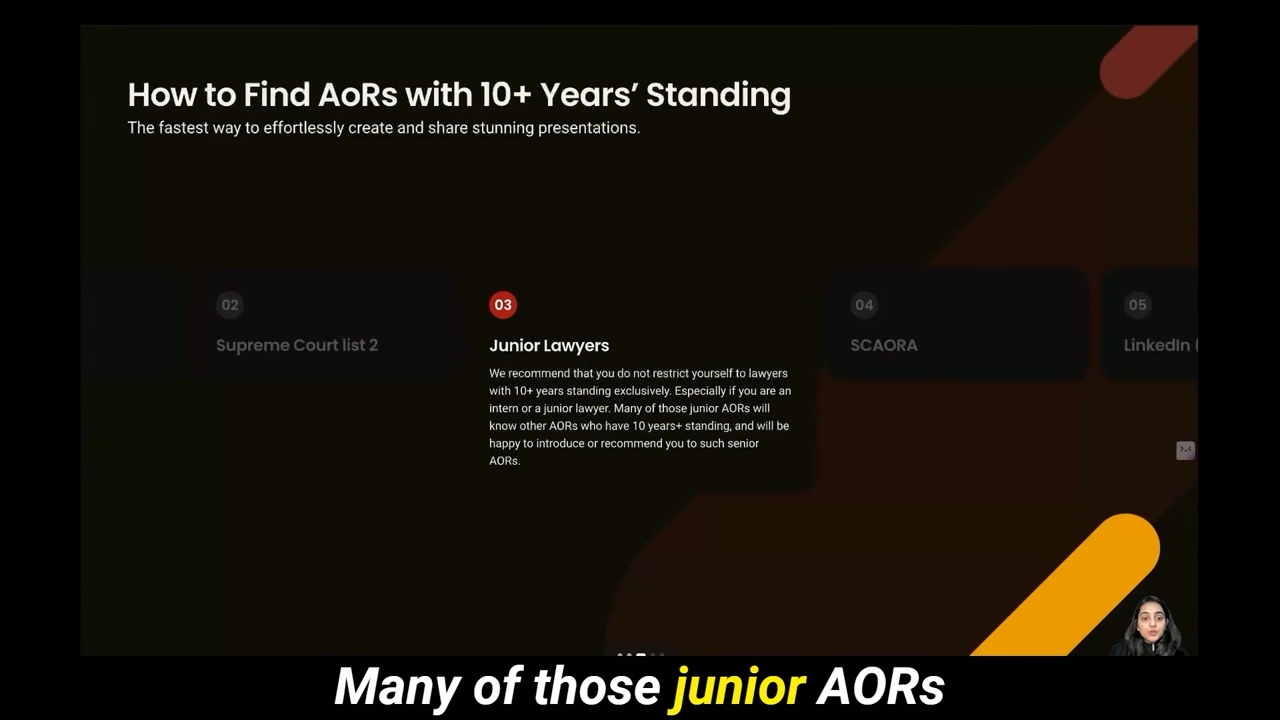 How to Find AoRs with 10+ Years’ Standing
The fastest way to effortlessly create and share stunning presentations.
02
Supreme Court list 2
03
Junior Lawyers
We recommend that you do not restrict yourself to lawyers
with 10+ years standing exclusively. Especially if you are an
intern or a junior lawyer. Many of those junior AORs will
know other AORs who have 10 years+ standing, and will be
happy to introduce or recommend you to such senior
AORs.
04
SCAORA
05
LinkedIn (
Many of those junior AORs